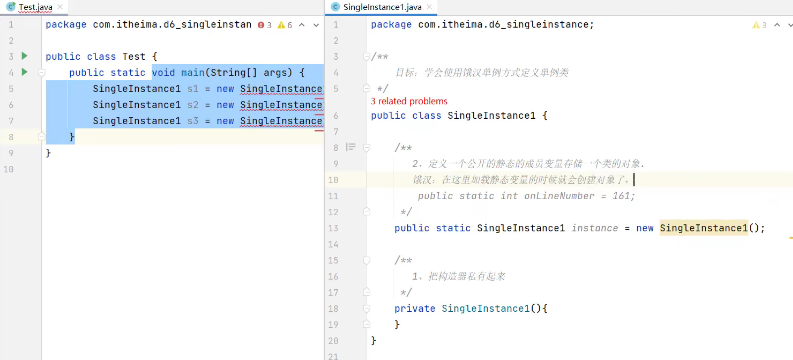 Test.java
1 package com.itheima.d6_singleinstan 3 6
2
3 public class Test {
4 public static void main(String[] args) {
5 SingleInstance1 s1 = new SingleInstance
6 SingleInstance1 s2 = new SingleInstance
7 SingleInstance1 s3 = new SingleInstance
8 }
9 }
10
SingleInstance1.java
1 package com.itheima.d6_singleinstance; 3
2
3 /**
4 目标：学会使用饿汉单例方式定义单例类
5 */
3 related problems
6 public class SingleInstance1 {
7
8 /**
9 2、定义一个公开的静态的成员变量存储一个类的对象.
10 饿汉：在这里加载静态变量的时候就会创建对象了，
11 public static int onLineNumber = 161;
12 */
13 public static SingleInstance1 instance = new SingleInstance1();
14
15 /**
16 1、把构造器私有起来
17 */
18 private SingleInstance1(){
19 }
20 }
21